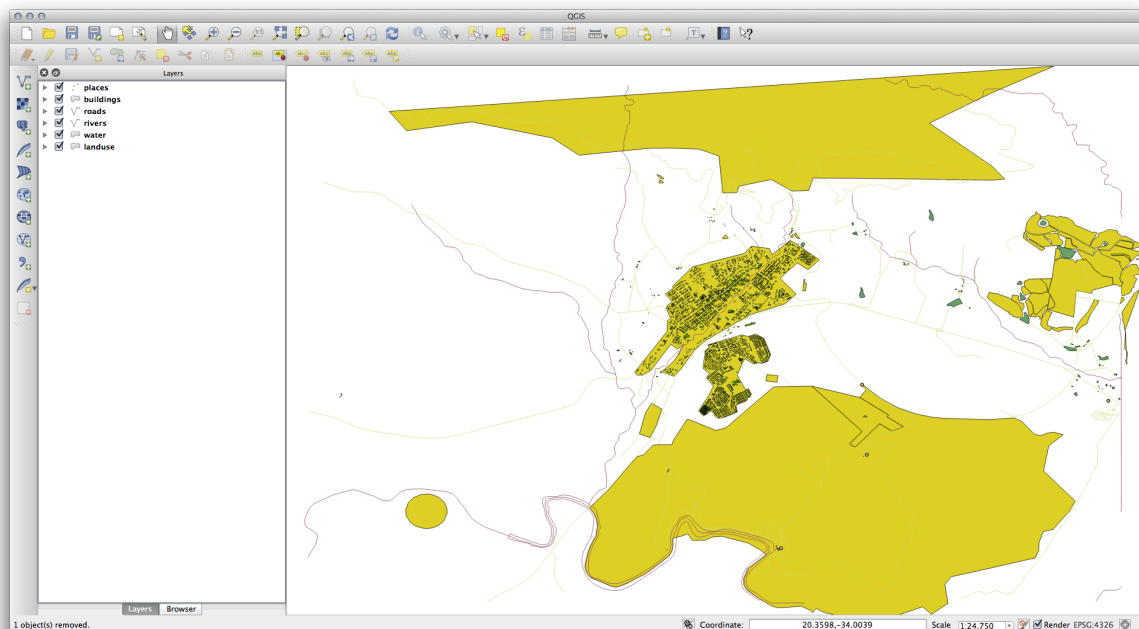 QGIS
Layers
places
buildings
roads
rivers
water
landuse
Layers
Browser
1 object(s) removed.
Coordinate:
20.3598,-34.0039
Scale
1:24.750
Render
EPSG:4326